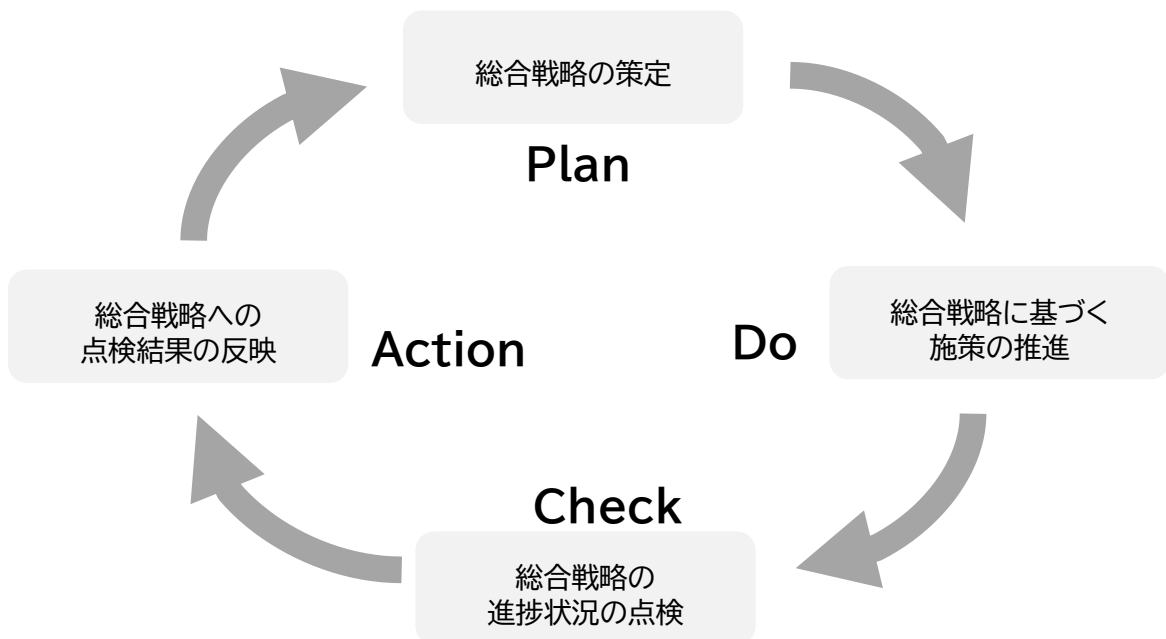 総合戦略の策定
Plan
総合戦略への
点検結果の反映
Action
Do
総合戦略に基づく
施策の推進
Check
総合戦略の
進捗状況の点検